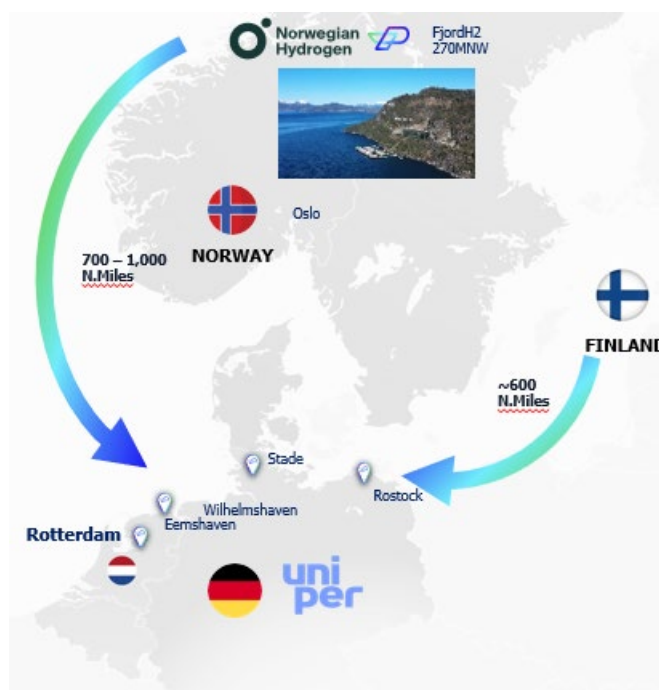 Norwegian
Hydrogen
FjordH2
270MNW
Oslo
NORWAY
700 – 1,000
N.Miles
FINLAND
~600
N.Miles
Stade
Rostock
Wilhelmshaven
Eemshaven
Rotterdam
uni
per